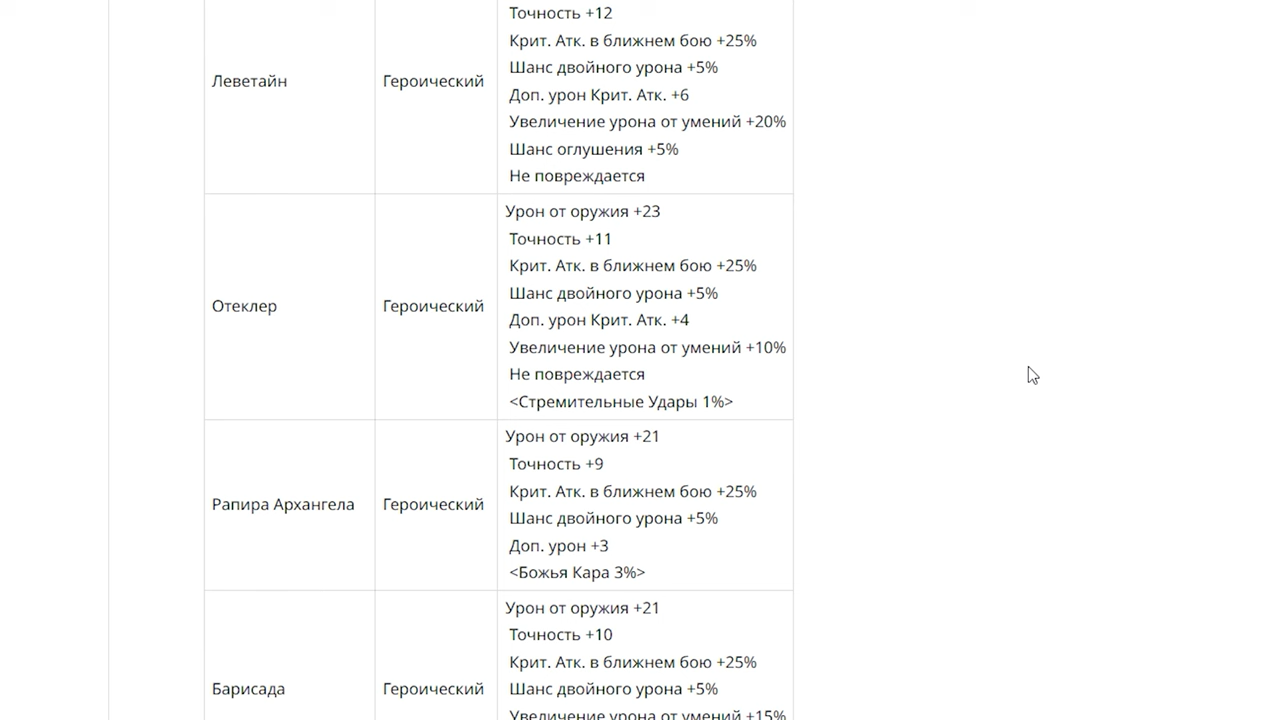 Леветайн
Героический
Точность +12
Крит. Атк. в ближнем бою +25%
Шанс двойного урона +5%
Доп. урон Крит. Атк. +6
Увеличение урона от умений +20%
Шанс оглушения +5%
Не повреждается
Отеклер
Героический
Урон от оружия +23
Точность +11
Крит. Атк. в ближнем бою +25%
Шанс двойного урона +5%
Доп. урон Крит. Атк. +4
Увеличение урона от умений +10%
Не повреждается
<Стремительные Удары 1%>
Рапира Архангела
Героический
Урон от оружия +21
Точность +9
Крит. Атк. в ближнем бою +25%
Шанс двойного урона +5%
Доп. урон +3
<Божья Кара 3%>
Барисада
Героический
Урон от оружия +21
Точность +10
Крит. Атк. в ближнем бою +25%
Шанс двойного урона +5%
Увеличение урона от умений +15%